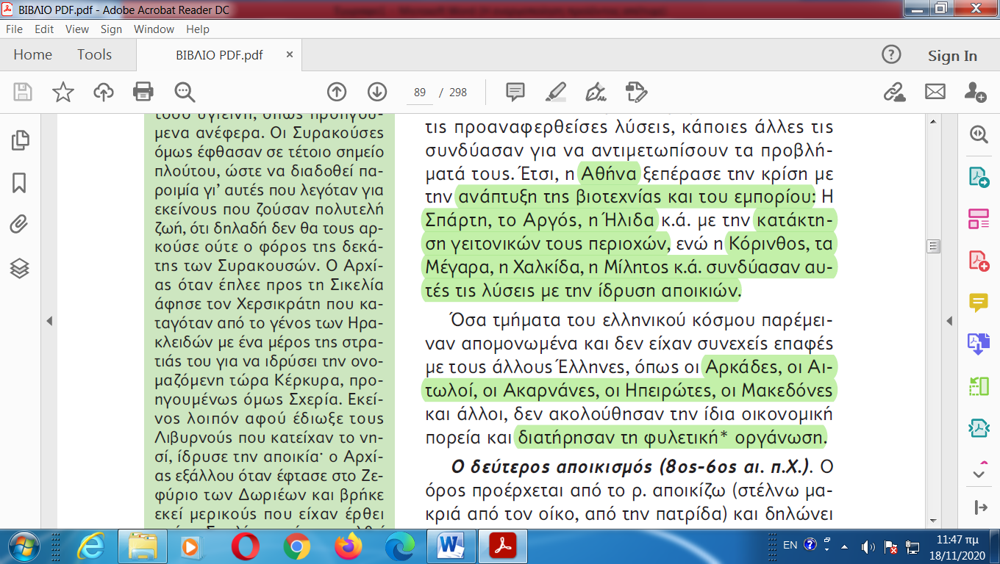 ΒΙΒΛΙΟ PDF.pdf - Adobe Acrobat Reader DC
File Edit View Sign Window Help
Home Tools ΒΙΒΛΙΟ PDF.pdf × Sign In
89 / 298
μενα ανέφερα. Οι Συρακούσες
όμως έφθασαν σε τέτοιο σημείο
πλούτου, ώστε να διαδοθεί πα-
ροιμία γι’ αυτές που λεγόταν για
εκείνους που ζούσαν πολυτελή
ζωή, ότι δηλαδή δεν θα τους αρ-
κούσε ούτε ο φόρος της δεκά-
της των Συρακουσών. Ο Αρχί-
ας όταν έπλεε προς τη Σικελία
άφησε τον Χερσικράτη που κα-
ταγόταν από το γένος των Ηρα-
κλειδών με ένα μέρος της στρα-
τιάς του για να ιδρύσει την ονο-
μαζόμενη τώρα Κέρκυρα, προ-
ηγουμένως όμως Σχερία. Εκεί-
νος λοιπόν αφού έδιωξε τους
Λιβυρνούς που κατείχαν το νη-
σί, ίδρυσε την αποικία· ο Αρχί-
ας εξάλλου όταν έφτασε στο Ζε-
φύριο των Δωριέων και βρήκε
εκεί μερικούς που είχαν έρθει
τις προαναφερθείσες λύσεις, κάποιες άλλες τις
συνδύασαν για να αντιμετωπίσουν τα προβλή-
ματά τους. Έτσι, η Αθήνα ξεπέρασε την κρίση με
την ανάπτυξη της βιοτεχνίας και του εμπορίου: Η
Σπάρτη, το Αργός, η Ήλιδα κ.ά. με την κατάκτη-
ση γειτονικών τους περιοχών, ενώ η Κόρινθος, τα
Μέγαρα, η Χαλκίδα, η Μίλητος κ.ά. συνδύασαν αυ-
τές τις λύσεις με την ίδρυση αποικιών.
Όσα τμήματα του ελληνικού κόσμου παρέμει-
ναν απομονωμένα και δεν είχαν συνεχείς επαφές
με τους άλλους Έλληνες, όπως οι Αρκάδες, οι Αι-
τωλοί, οι Ακαρνάνες, οι Ηπειρώτες, οι Μακεδόνες
και άλλοι, δεν ακολούθησαν την ίδια οικονομική
πορεία και διατήρησαν τη φυλετική* οργάνωση.
Ο δεύτερος αποικισμός (8ος-6ος αι. π.Χ.). Ο
όρος προέρχεται από το ρ. αποικίζω (στέλνω μα-
κριά από τον οίκο, από την πατρίδα) και δηλώνει
EN 11:47 πμ
18/11/2020